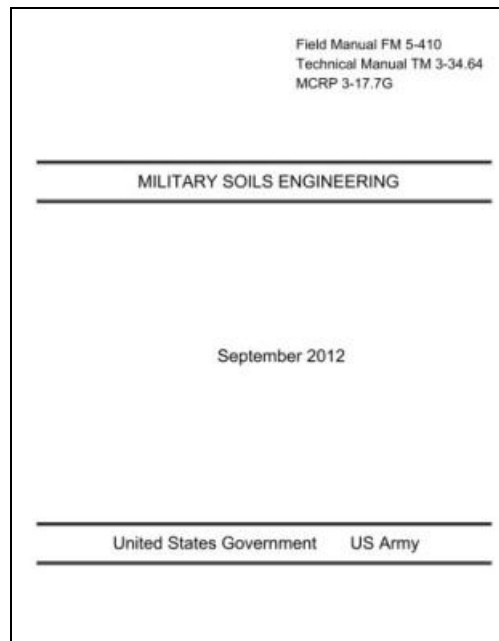 Field Manual FM 5-410
Technical Manual TM 3-34.64
MCRP 3-17.7G
MILITARY SOILS ENGINEERING
September 2012
United States Government US Army